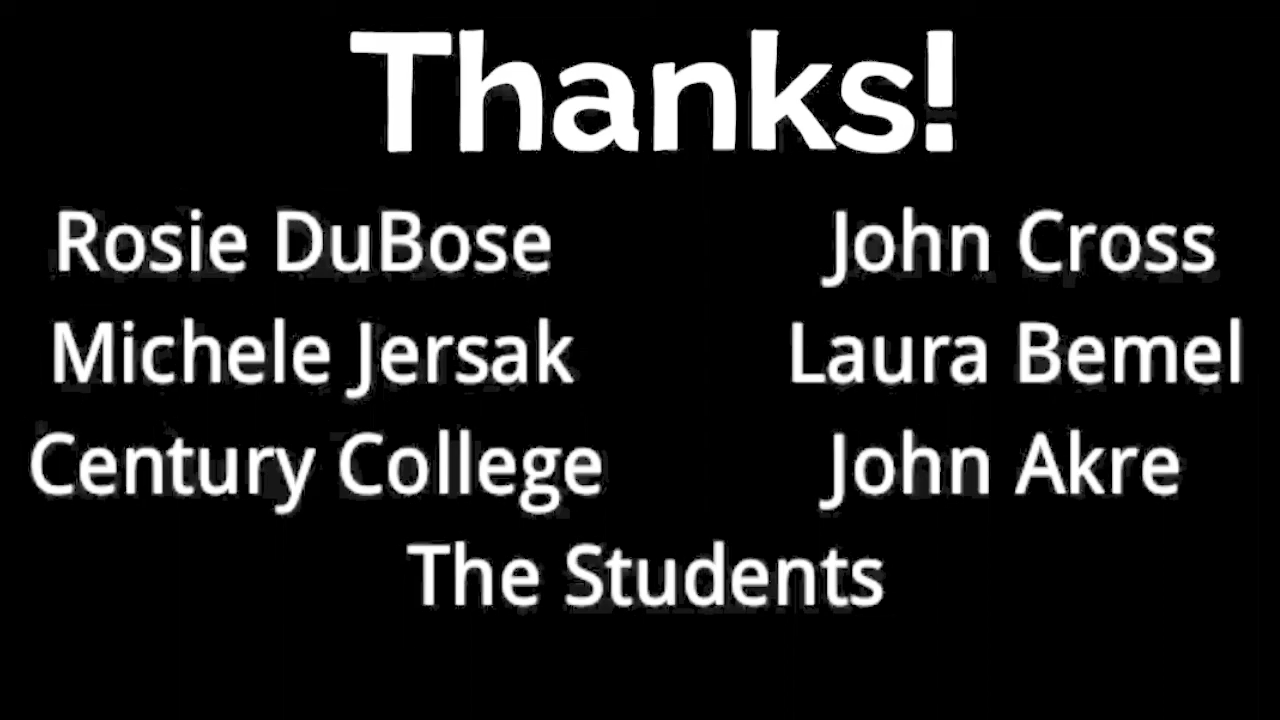 Thanks!
Rosie DuBose John Cross
Michele Jersak Laura Bemel
Century College John Akre
The Students